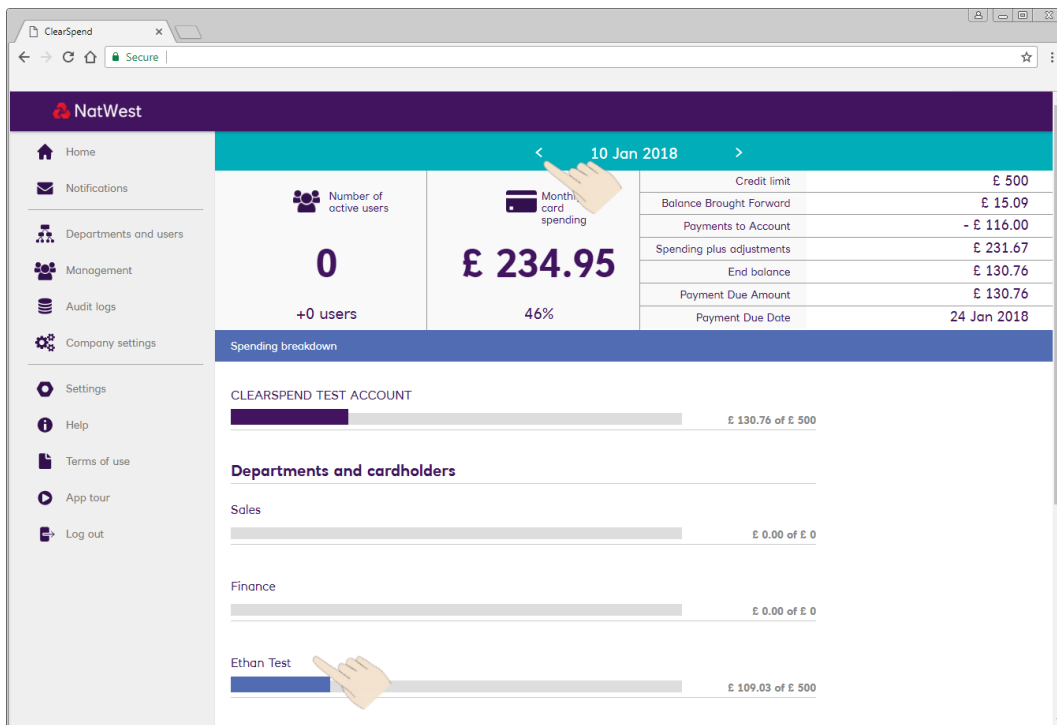 ClearSpend
Secure
NatWest
Home
Notifications
Departments and users
Management
Audit logs
Company settings
Settings
Help
Terms of use
App tour
Log out
10 Jan 2018
Number of
active users
0
+0 users
card
spending
£ 234.95
46%
Credit limit £ 500
Balance Brought Forward £ 15.09
Payments to Account - £ 116.00
Spending plus adjustments £ 231.67
End balance £ 130.76
Payment Due Amount £ 130.76
Payment Due Date 24 Jan 2018
Spending breakdown
CLEARSPEND TEST ACCOUNT
£ 130.76 of £ 500
Departments and cardholders
Sales
£ 0.00 of £ 0
Finance
£ 0.00 of £ 0
Ethan Test
£ 109.03 of £ 500